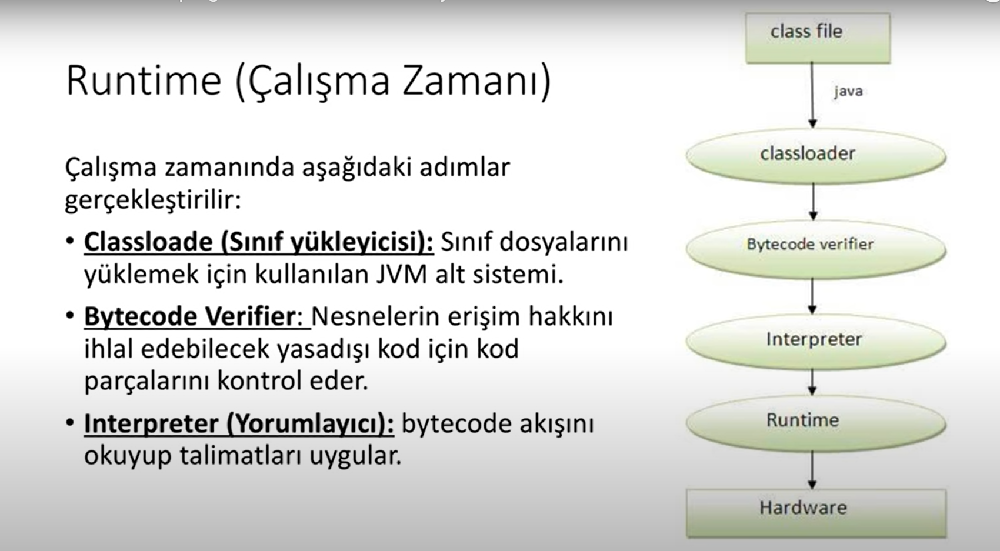 Runtime (Çalışma Zamanı)
Çalışma zamanında aşağıdaki adımlar
gerçekleştirilir:
• Classloade (Sınıf yükleyicisi): Sınıf dosyalarını
yüklemek için kullanılan JVM alt sistemi.
• Bytecode Verifier: Nesnelerin erişim hakkını
ihlal edebilecek yasadışı kod için kod
parçalarını kontrol eder.
• Interpreter (Yorumlayıcı): bytecode akışını
okuyup talimatları uygular.
class file
java
classloader
Bytecode verifier
Interpreter
Runtime
Hardware